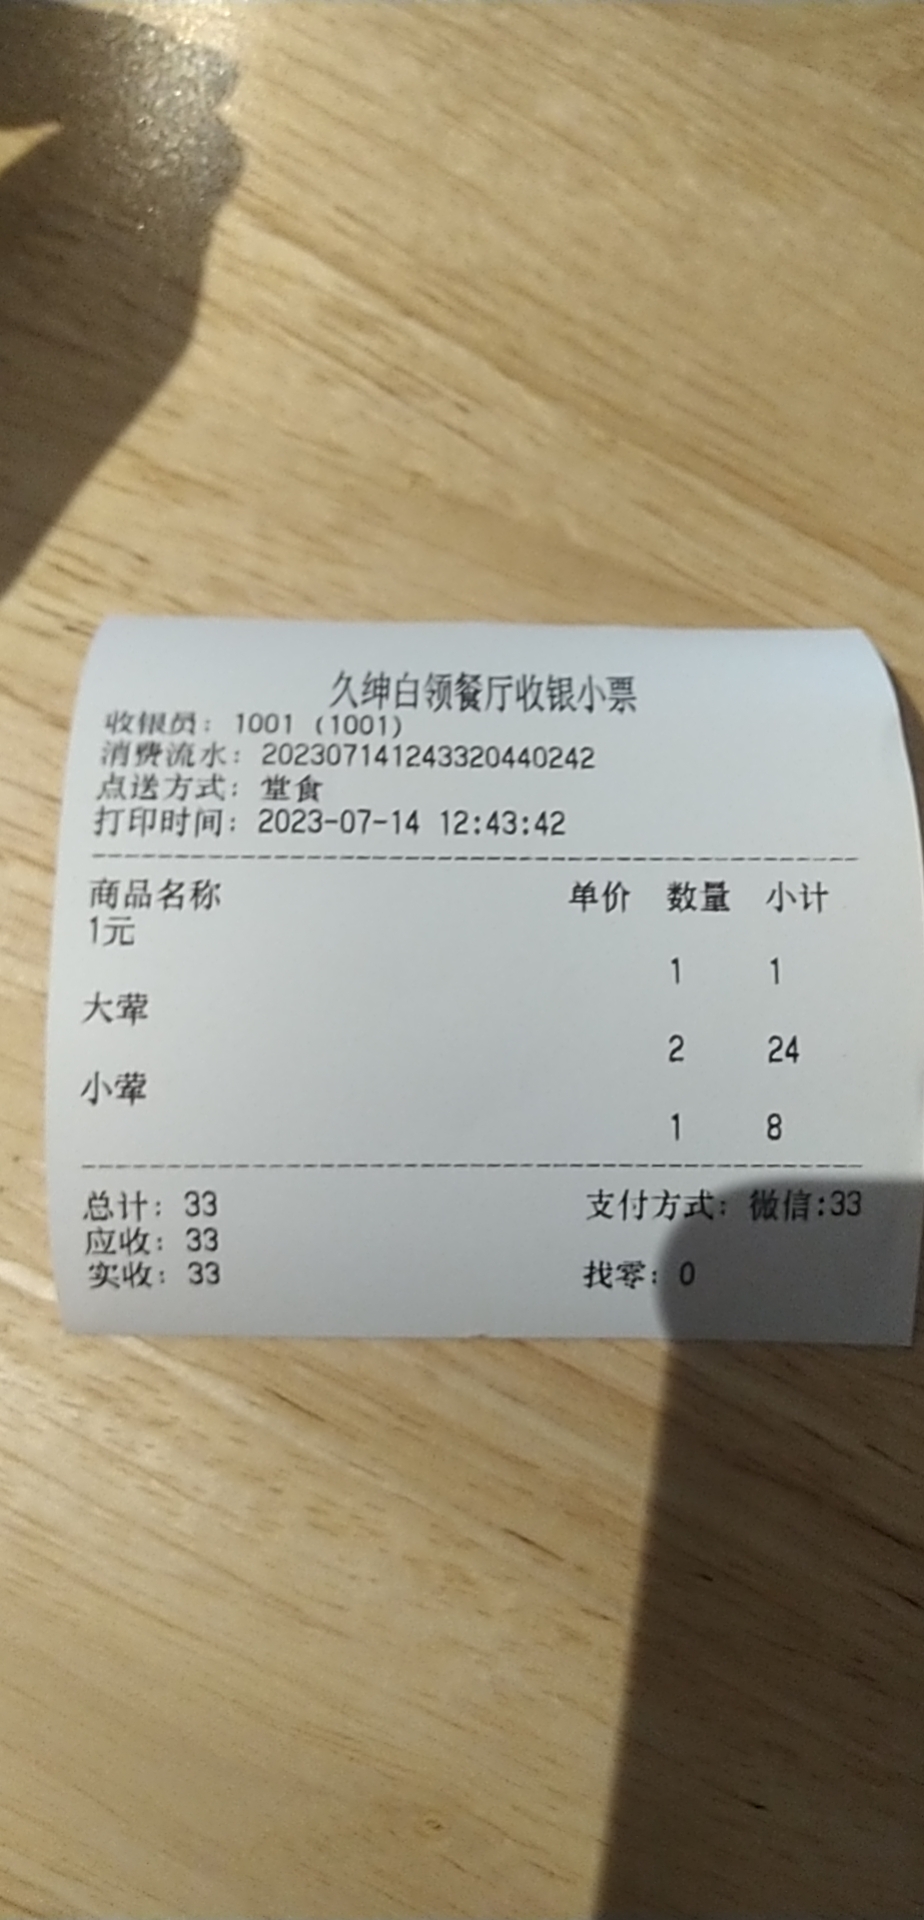 久绅白领餐厅收银小票
收银员：1001 (1001)
消费流水：202307141243320440242
点送方式：堂食
打印时间：2023-07-14 12:43:42
商品名称 单价 数量 小计
1元
1 1
大荤
2 24
小荤
1 8
总计：33 支付方式：微信:33
应收：33
实收：33 找零：0